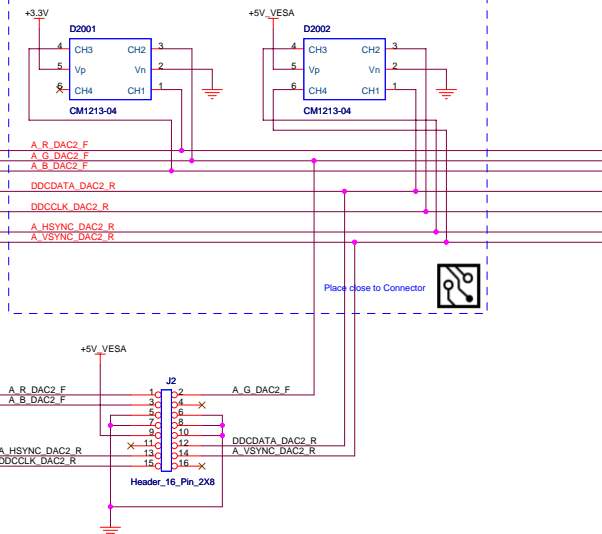 +3.3V +5V_VESA
D2001 D2002
4 CH3 CH2 3 4 CH3 CH2 3
5 Vp Vn 2 5 Vp Vn 2
6 CH4 CH1 1 6 CH4 CH1 1
CM1213-04 CM1213-04
A_R_DAC2_F
A_G_DAC2_F
A_B_DAC2_F
DDCDATA_DAC2_R
DDCCLK_DAC2_R
A_HSYNC_DAC2_R
A_VSYNC_DAC2_R
Place close to Connector
+5V_VESA
J2
A_R_DAC2_F 1 2 A_G_DAC2_F
A_B_DAC2_F 3 4
5 6
7 8
9 10
11 12 DDCDATA_DAC2_R
A_HSYNC_DAC2_R 13 14 A_VSYNC_DAC2_R
DDCCLK_DAC2_R 15 16
Header_16_Pin_2X8